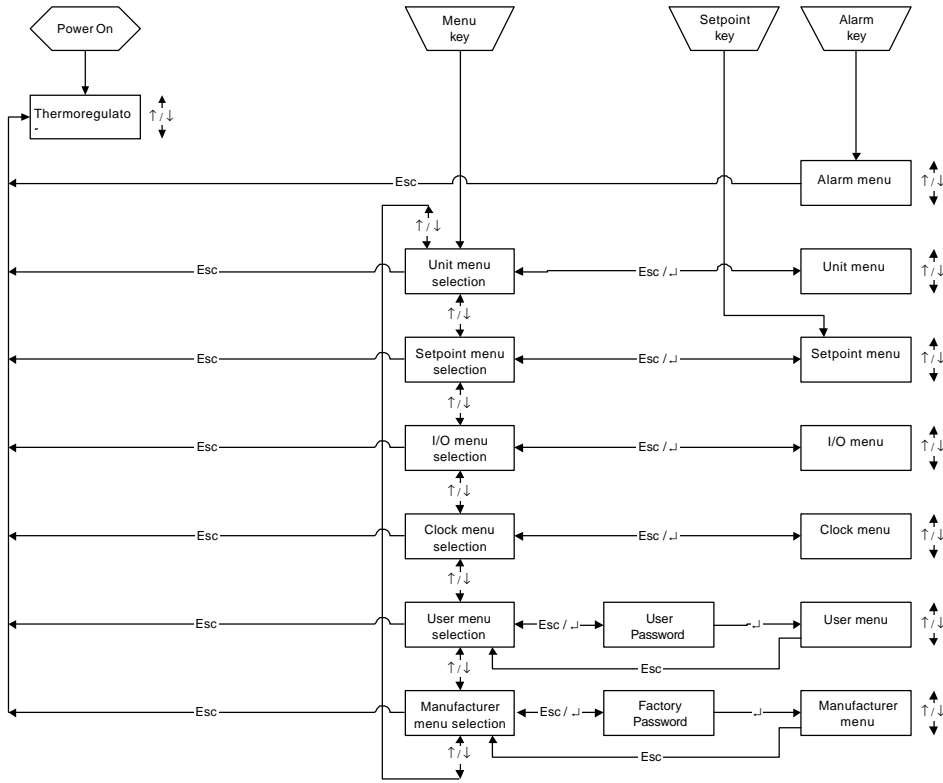 Power On
Menu
key
Setpoint
key
Alarm
key
Thermoregulato
↑/↓
Esc
Alarm menu
↑/↓
↑/↓
Esc
Unit menu
selection
Esc / ↵
Unit menu
↑/↓
↑/↓
Esc
Setpoint menu
selection
Esc / ↵
Setpoint menu
↑/↓
↑/↓
Esc
I/O menu
selection
Esc / ↵
I/O menu
↑/↓
↑/↓
Esc
Clock menu
selection
Esc / ↵
Clock menu
↑/↓
↑/↓
Esc
User menu
selection
Esc / ↵
User
Password
↵
User menu
↑/↓
Esc
↑/↓
Esc
Manufacturer
menu selection
Esc / ↵
Factory
Password
↵
Manufacturer
menu
↑/↓
Esc
↑/↓